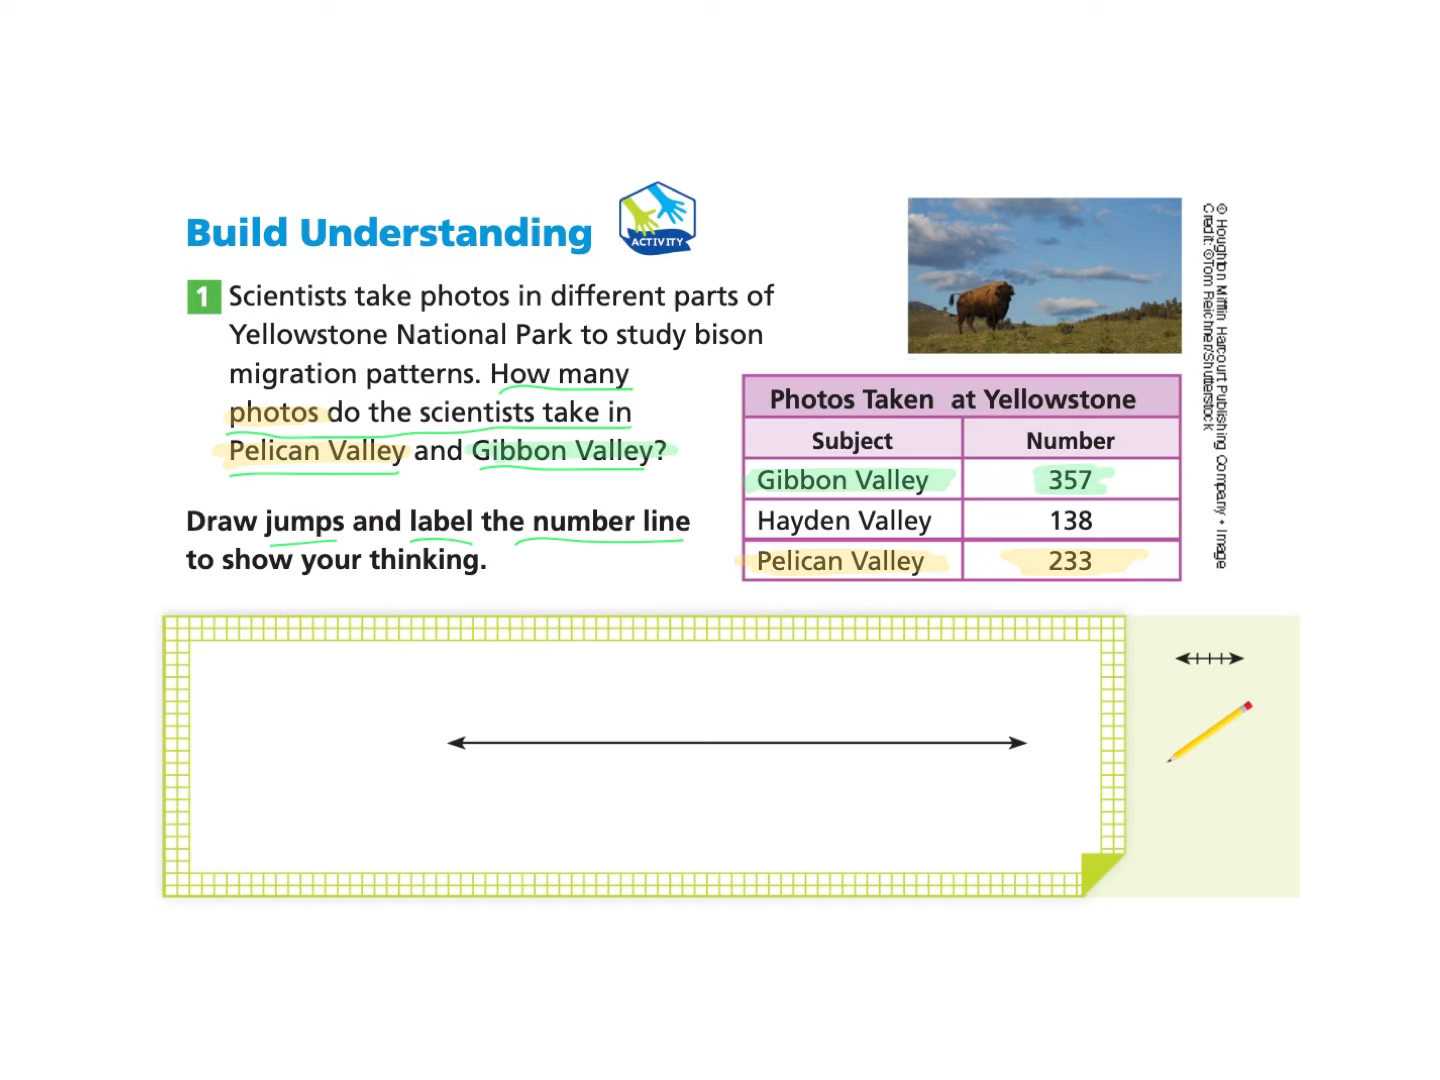 Build Understanding
ACTIVITY
1 Scientists take photos in different parts of
Yellowstone National Park to study bison
migration patterns. How many
photos do the scientists take in
Pelican Valley and Gibbon Valley?
Draw jumps and label the number line
to show your thinking.
© Houghton Mifflin Harcourt Publishing Company • Image
Credit: ©Tom Reichner/Shutterstock
Photos Taken at Yellowstone
Subject Number
Gibbon Valley 357
Hayden Valley 138
Pelican Valley 233